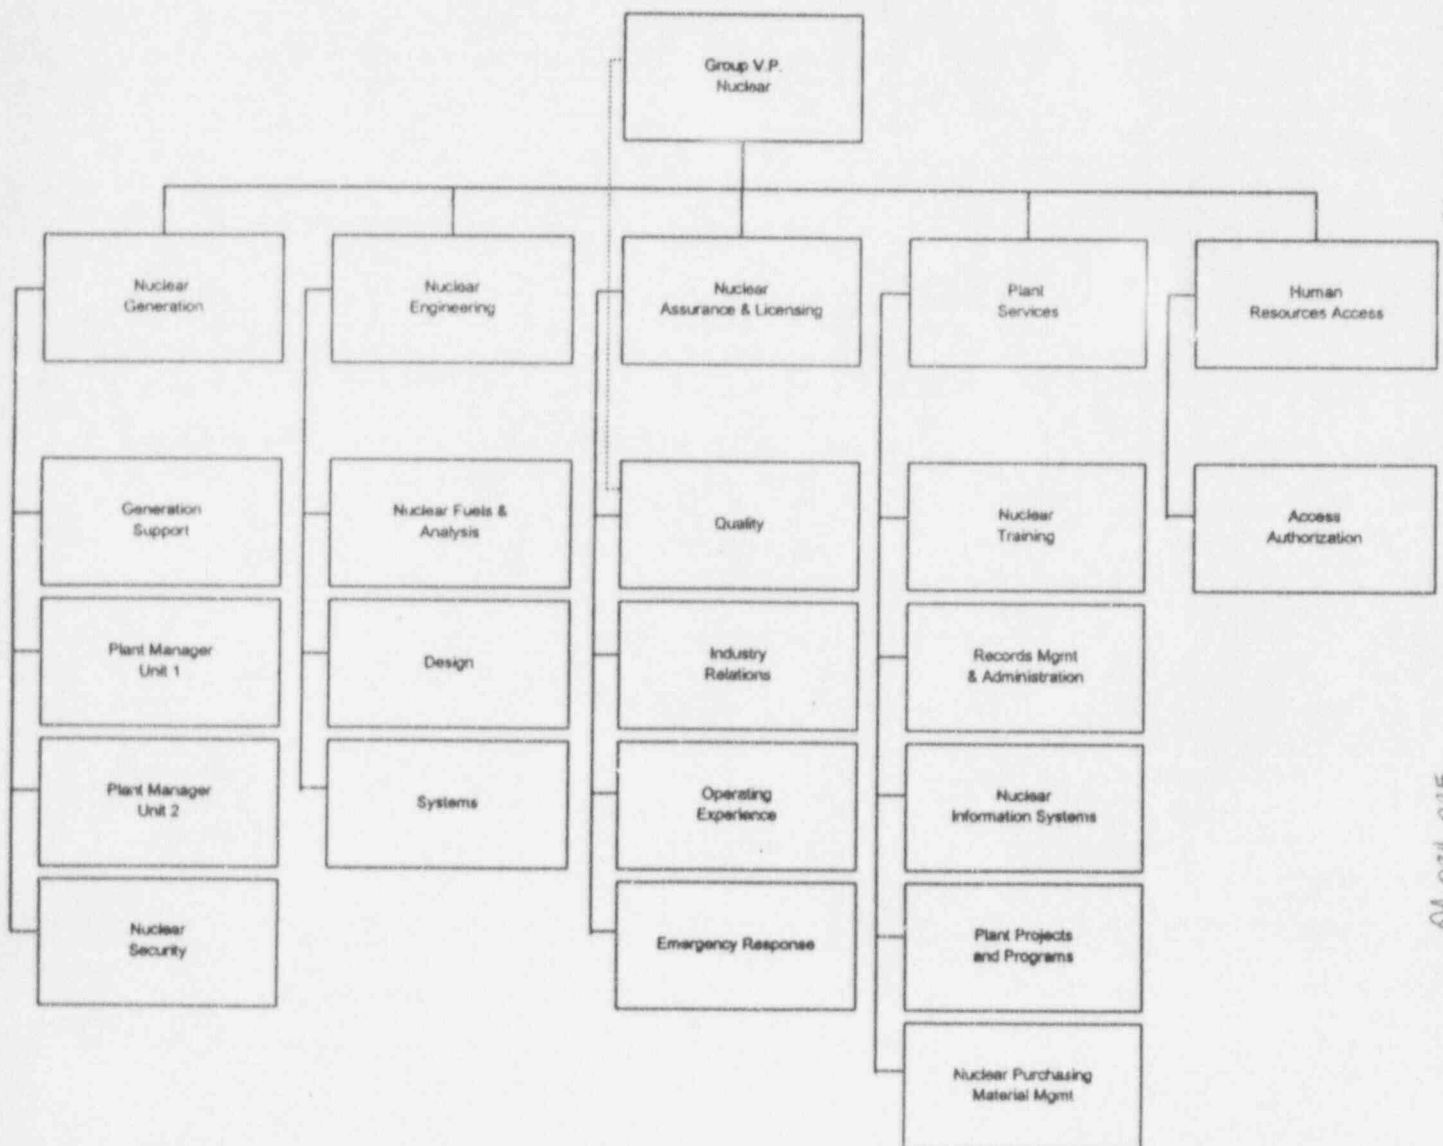 Group V.P.
Nuclear
Nuclear
Generation
Nuclear
Engineering
Nuclear
Assurance & Licensing
Plant
Services
Human
Resources Access
Generation
Support
Nuclear Fuels &
Analysis
Quality
Nuclear
Training
Access
Authorization
Plant Manager
Unit 1
Design
Industry
Relations
Records Mgmt
& Administration
Plant Manager
Unit 2
Systems
Operating
Experience
Nuclear
Information Systems
Nuclear
Security
Emergency Response
Plant Projects
and Programs
Nuclear Purchasing
Material Mgmt